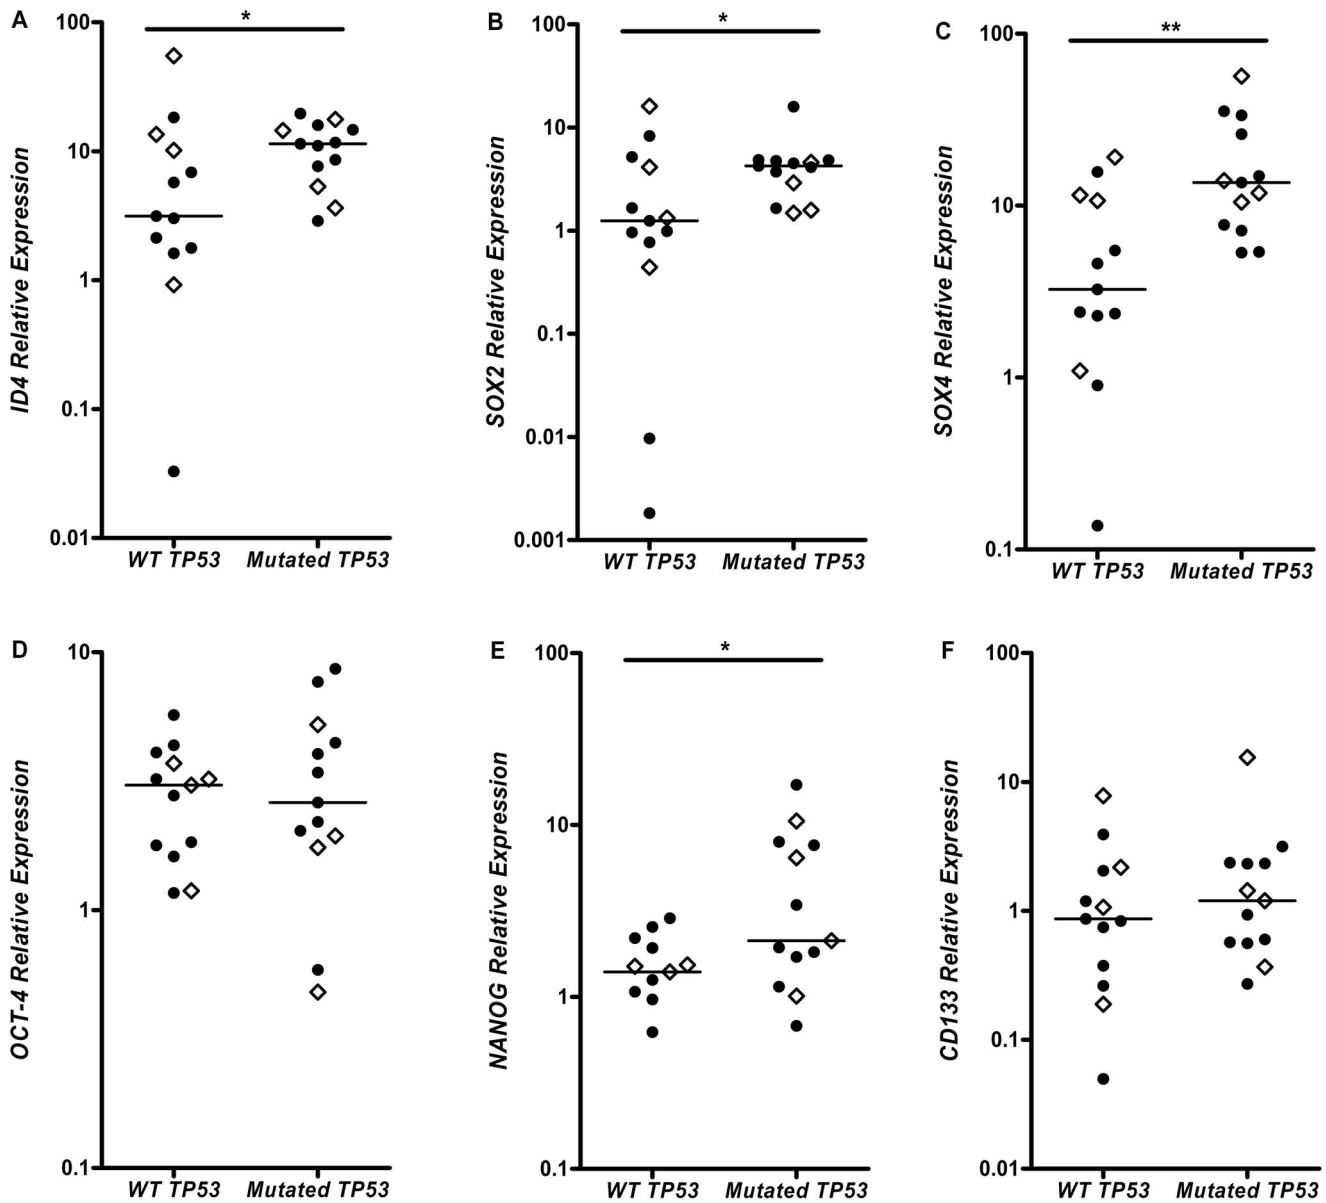 A
*
100
10
1
0.1
0.01
ID4 Relative Expression
WT TP53
Mutated TP53
B
*
100
10
1
0.1
0.01
0.001
SOX2 Relative Expression
WT TP53
Mutated TP53
C
**
100
10
1
0.1
SOX4 Relative Expression
WT TP53
Mutated TP53
D
10
1
0.1
OCT-4 Relative Expression
WT TP53
Mutated TP53
E
*
100
10
1
0.1
NANOG Relative Expression
WT TP53
Mutated TP53
F
100
10
1
0.1
0.01
CD133 Relative Expression
WT TP53
Mutated TP53